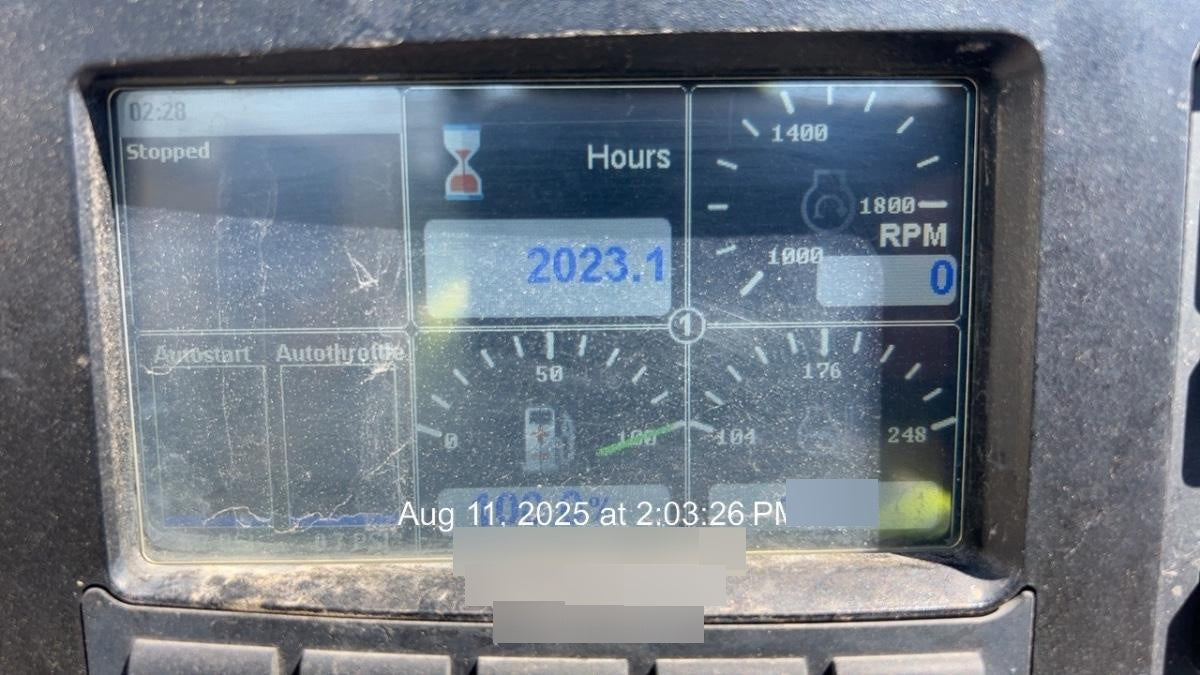 02:28
Stopped
Hours
2023.1
1400
1800
RPM
1000
0
1
Autostart
Autothrottle
50
0
100
176
104
248
Aug 11, 2025 at 2:03:26 PM